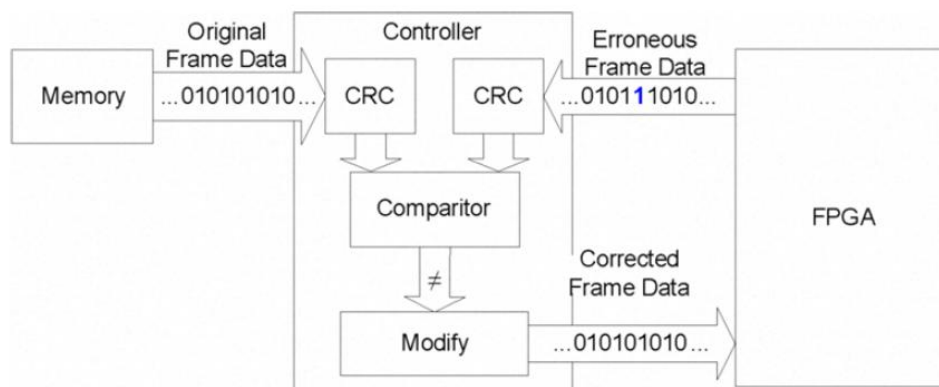 Original
Frame Data
Controller
Erroneous
Frame Data
Memory
...010101010...
CRC
CRC
...010111010...
Comparitor
FPGA
≠
Corrected
Frame Data
Modify
...010101010...